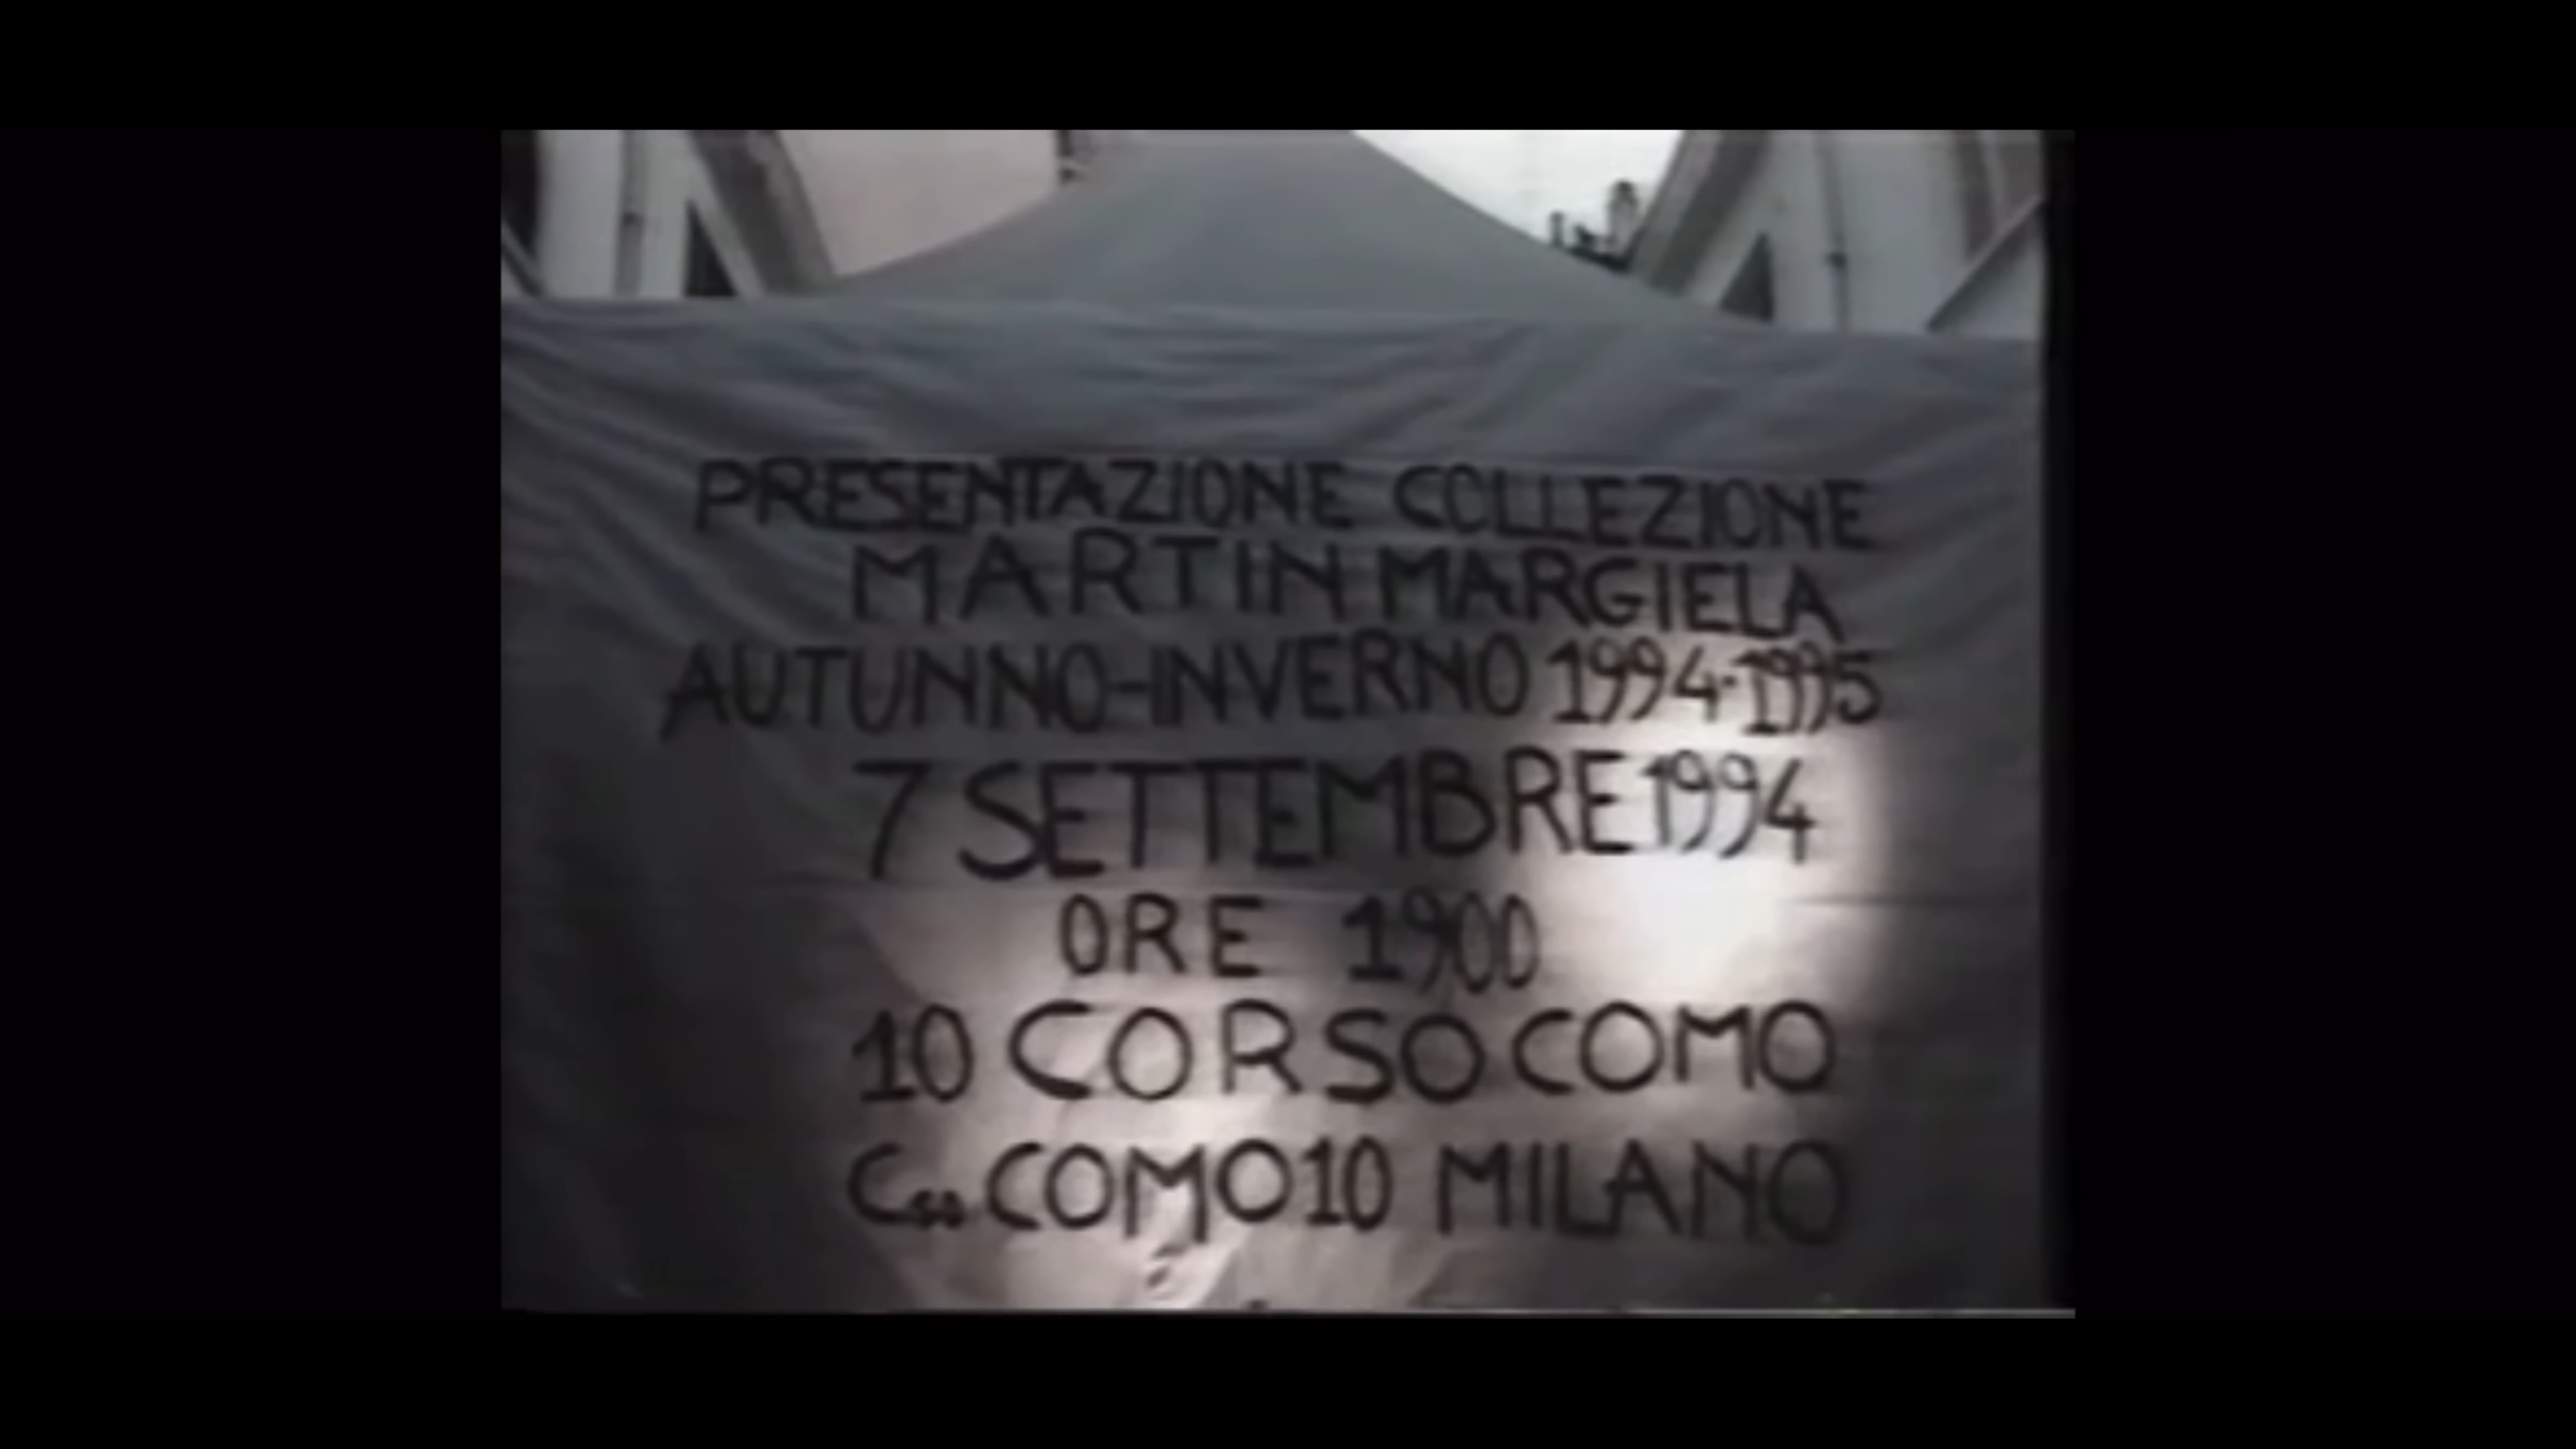 PRESENTAZIONE COLLEZIONE
MARTIN MARGIELA
AUTUNNO-INVERNO 1994-1995
7 SETTEMBRE 1994
ORE 1900
10 CORSO COMO
Cso COMO 10 MILANO